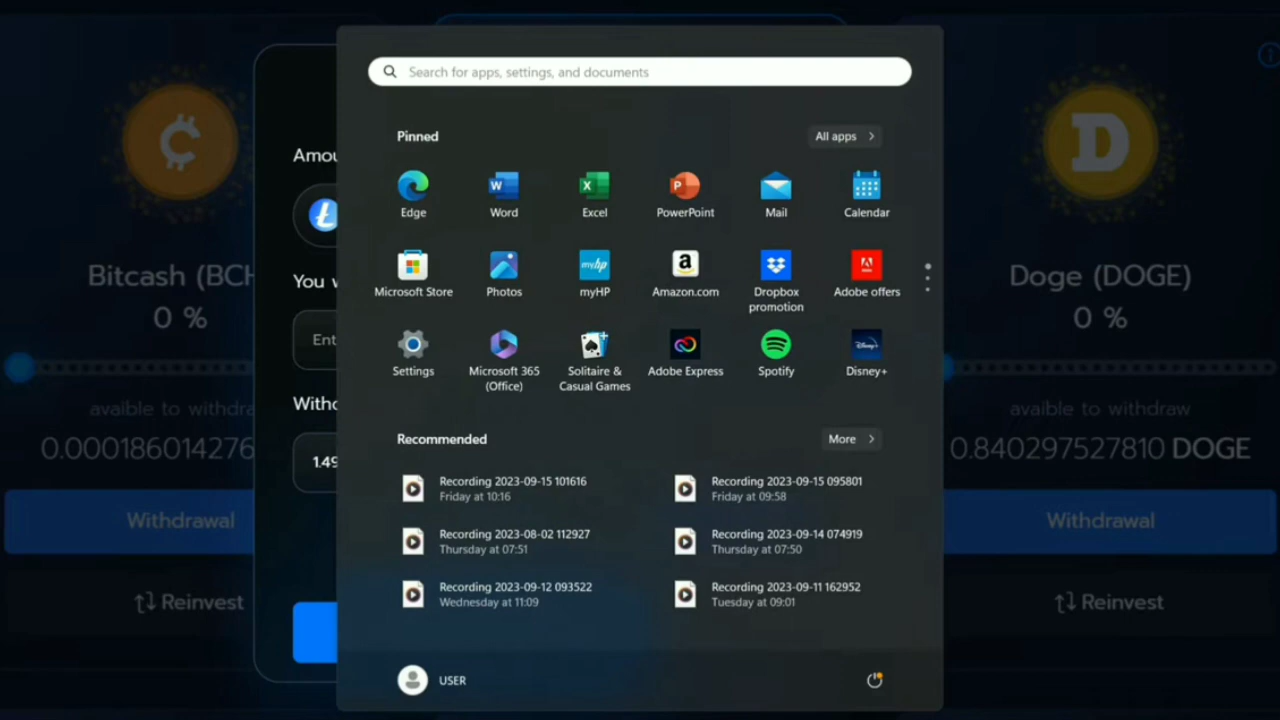 Search for apps, settings, and documents
Pinned
All apps
Edge
Word
Excel
PowerPoint
Mail
Calendar
Microsoft Store
Photos
myHP
Amazon.com
Dropbox
promotion
Adobe offers
Settings
Microsoft 365
(Office)
Solitaire &
Casual Games
Adobe Express
Spotify
Disney+
Recommended
More
Recording 2023-09-15 101616
Friday at 10:16
Recording 2023-09-15 095801
Friday at 09:58
Recording 2023-08-02 112927
Thursday at 07:51
Recording 2023-09-14 074919
Thursday at 07:50
Recording 2023-09-12 093522
Wednesday at 11:09
Recording 2023-09-11 162952
Tuesday at 09:01
USER
Bitcash (BCH
0 %
avaible to withdra
0.000186014276
Withdrawal
Reinvest
Amou
You w
Ent
Withd
1.49
Doge (DOGE)
0 %
avaible to withdraw
0.840297527810 DOGE
Withdrawal
Reinvest